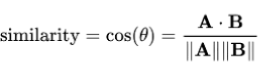 similarity = cos(θ) = A · B / ‖A‖‖B‖